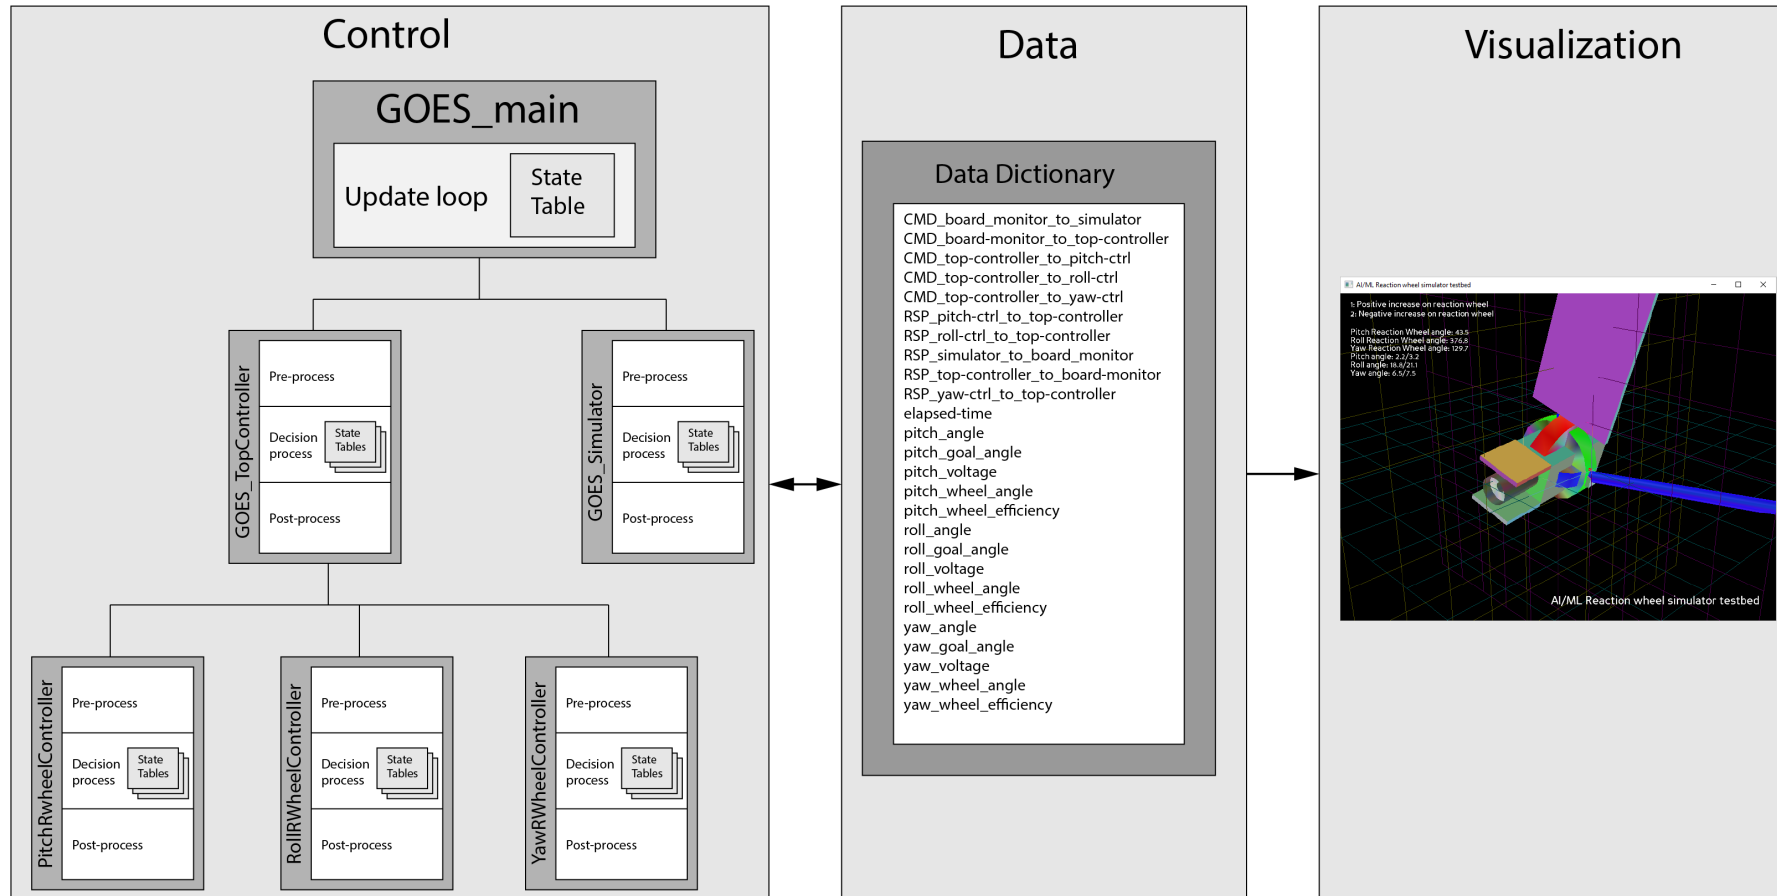 Control
GOES_main
Update loop
State
Table
GOES_TopController
Pre-process
Decision
process
State
Tables
Post-process
GOES_Simulator
Pre-process
Decision
process
State
Tables
Post-process
PitchRwheelController
Pre-process
Decision
process
State
Tables
Post-process
RollRWheelController
Pre-process
Decision
process
State
Tables
Post-process
YawRWheelController
Pre-process
Decision
process
State
Tables
Post-process
Data
Data Dictionary
CMD_board_monitor_to_simulator
CMD_board-monitor_to_top-controller
CMD_top-controller_to_pitch-ctrl
CMD_top-controller_to_roll-ctrl
CMD_top-controller_to_yaw-ctrl
RSP_pitch-ctrl_to_top-controller
RSP_roll-ctrl_to_top-controller
RSP_simulator_to_board_monitor
RSP_top-controller_to_board-monitor
RSP_yaw-ctrl_to_top-controller
elapsed-time
pitch_angle
pitch_goal_angle
pitch_voltage
pitch_wheel_angle
pitch_wheel_efficiency
roll_angle
roll_goal_angle
roll_voltage
roll_wheel_angle
roll_wheel_efficiency
yaw_angle
yaw_goal_angle
yaw_voltage
yaw_wheel_angle
yaw_wheel_efficiency
Visualization
AI/ML Reaction wheel simulator testbed
1: Positive increase on reaction wheel
2: Negative increase on reaction wheel
Pitch Reaction Wheel angle: 43.5
Roll Reaction Wheel angle: 376.8
Yaw Reaction Wheel angle: 129.7
Pitch angle: 2.2/3.2
Roll angle: 18.8/21.1
Yaw angle: 6.5/7.5
AI/ML Reaction wheel simulator testbed